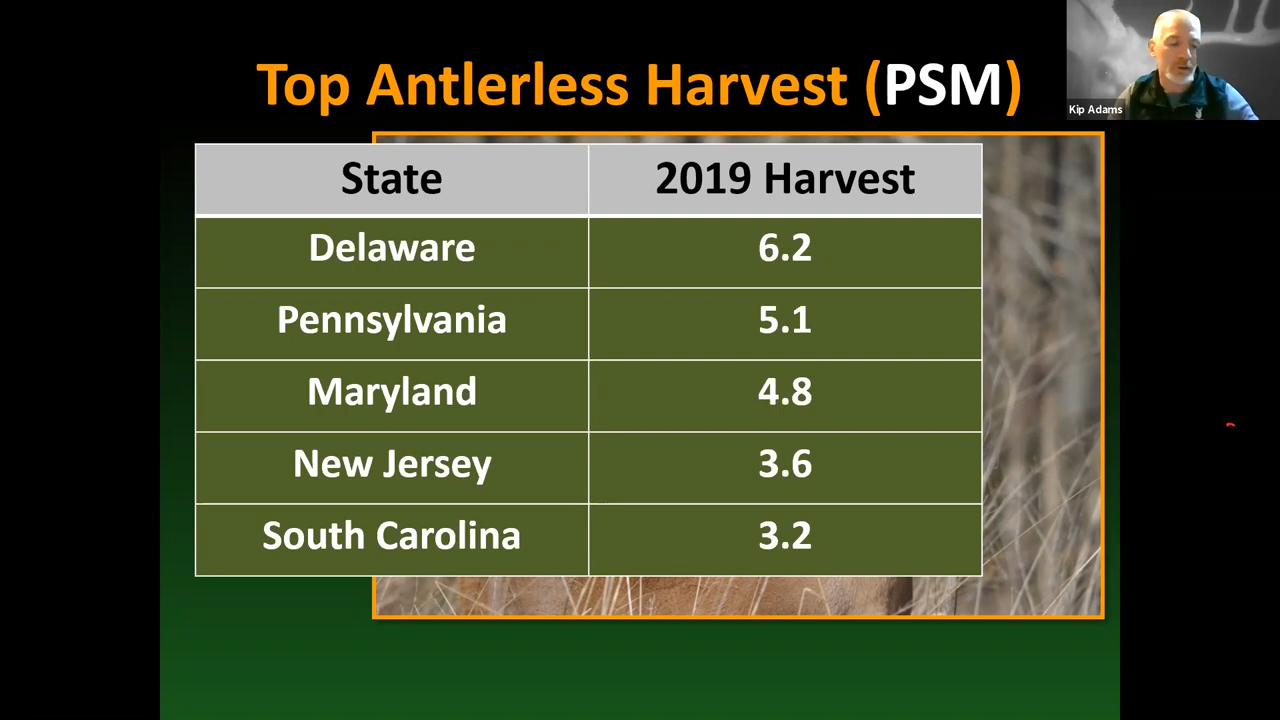 Top Antlerless Harvest (PSM)
Kip Adams
State 2019 Harvest
Delaware 6.2
Pennsylvania 5.1
Maryland 4.8
New Jersey 3.6
South Carolina 3.2